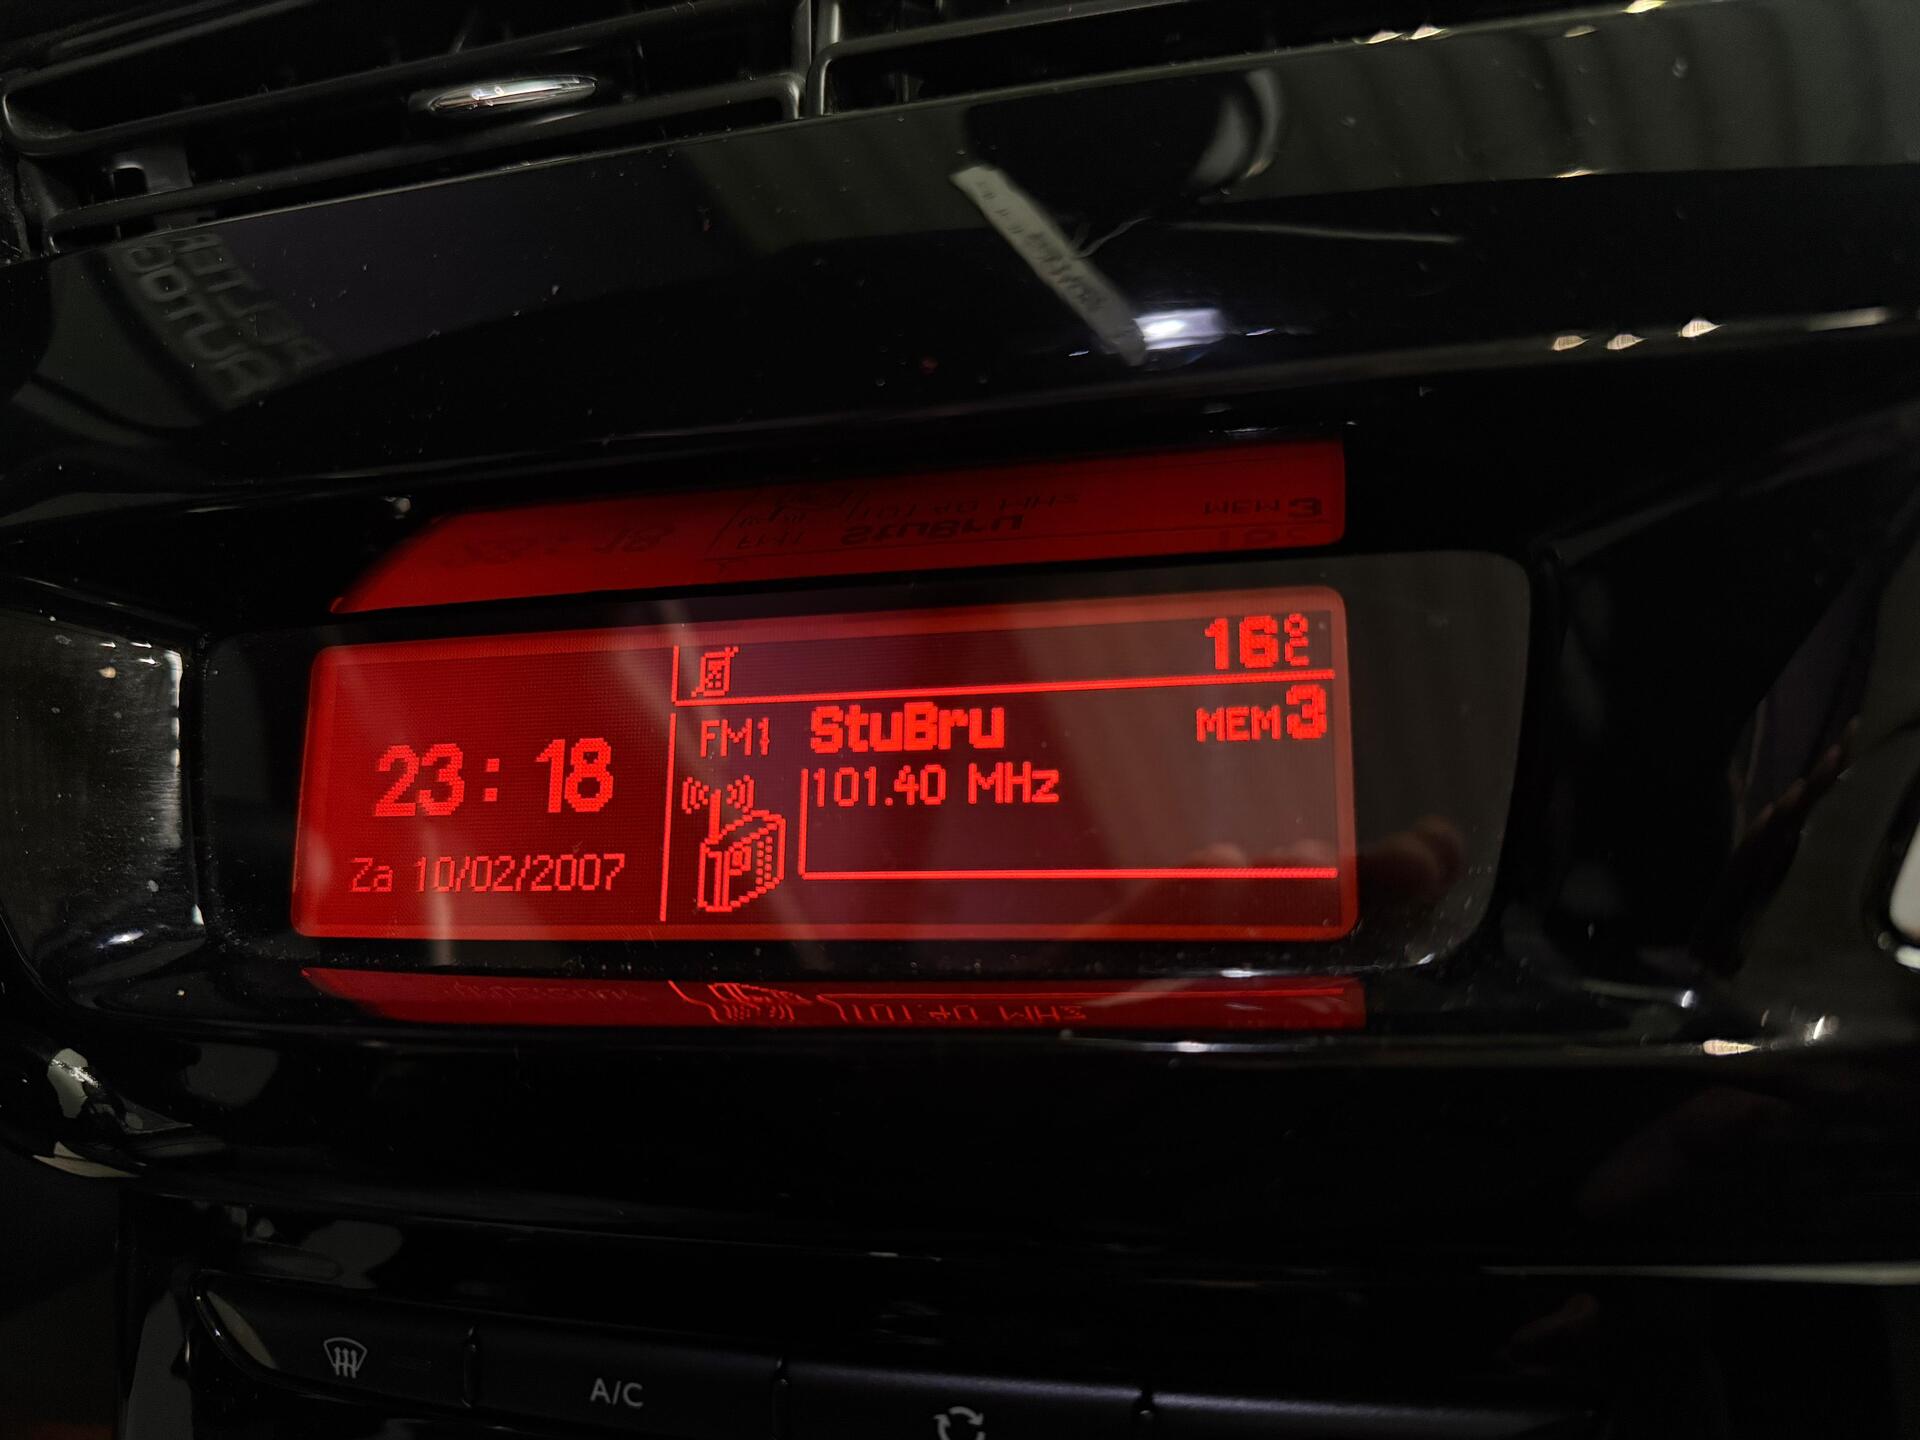 16°C
FM1 StuBru MEM3
101.40 MHz
23:18
Za 10/02/2007
A/C